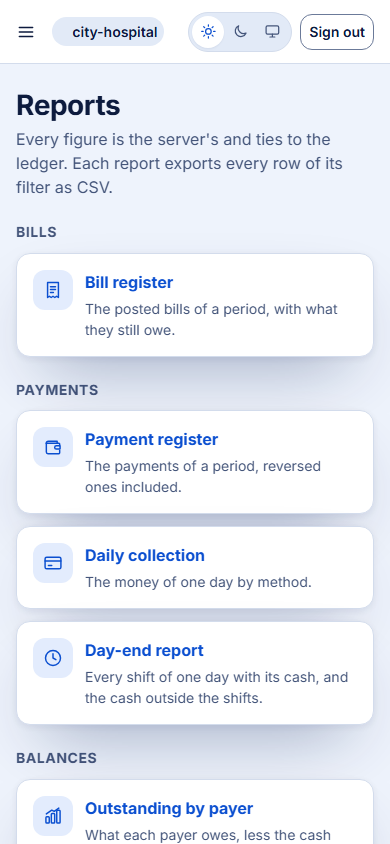 city-hospital
Sign out
Reports
Every figure is the server's and ties to the
ledger. Each report exports every row of its
filter as CSV.
BILLS
Bill register
The posted bills of a period, with what
they still owe.
PAYMENTS
Payment register
The payments of a period, reversed
ones included.
Daily collection
The money of one day by method.
Day-end report
Every shift of one day with its cash, and
the cash outside the shifts.
BALANCES
Outstanding by payer
What each payer owes, less the cash